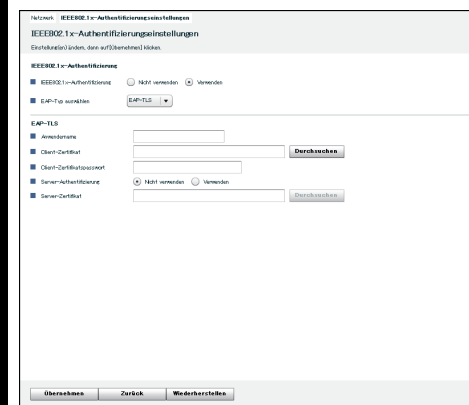 Netzwerk IEEE802.1x-Authentifizierungseinstellungen
IEEE802.1x-Authentifizierungseinstellungen
Einstellung(en) ändern, dann auf [Übernehmen] klicken.
IEEE802.1x-Authentifizierung
IEEE802.1x-Authentifizierung Nicht verwenden Verwenden
EAP-Typ auswählen EAP-TLS
EAP-TLS
Anwendername
Client-Zertifikat Durchsuchen
Client-Zertifikatspasswort
Server-Authentifizierung Nicht verwenden Verwenden
Server-Zertifikat Durchsuchen
Übernehmen Zurück Wiederherstellen